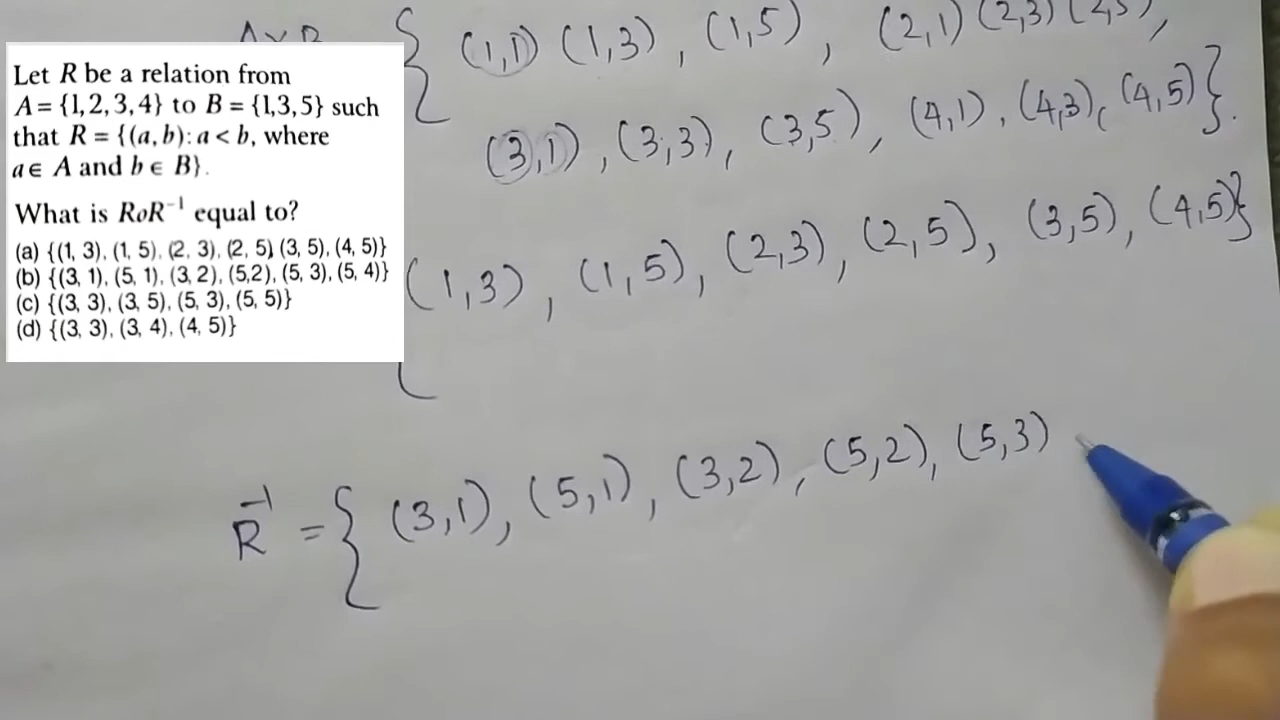 Let R be a relation from
A = {1,2,3,4} to B = {1,3,5} such
that R = {(a, b): a < b, where
a ∈ A and b ∈ B}.
What is RoR⁻¹ equal to?
(a) {(1, 3), (1, 5), (2, 3), (2, 5), (3, 5), (4, 5)}
(b) {(3, 1), (5, 1), (3, 2), (5,2), (5, 3), (5, 4)}
(c) {(3, 3), (3, 5), (5, 3), (5, 5)}
(d) {(3, 3), (3, 4), (4, 5)}
{ (1,1) (1,3) , (1,5) , (2,1) (2,3) (2,5) ,
(3,1) , (3,3) , (3,5) , (4,1) , (4,3), (4,5) } .
(1,3) , (1,5) , (2,3) , (2,5) , (3,5) , (4,5) }
R⁻¹ = { (3,1) , (5,1) , (3,2) , (5,2) , (5,3)